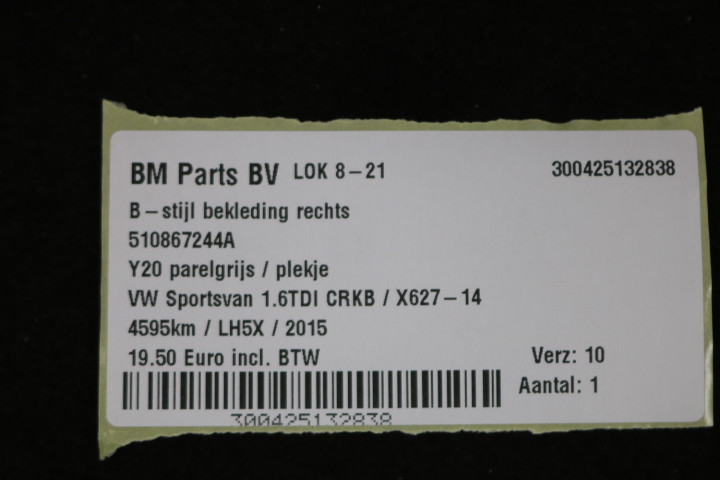 BM Parts BV LOK 8-21 300425132838
B-stijl bekleding rechts
510867244A
Y20 parelgrijs / plekje
VW Sportsvan 1.6TDI CRKB / X627-14
4595km / LH5X / 2015
19.50 Euro incl. BTW Verz: 10
Aantal: 1
300425132838